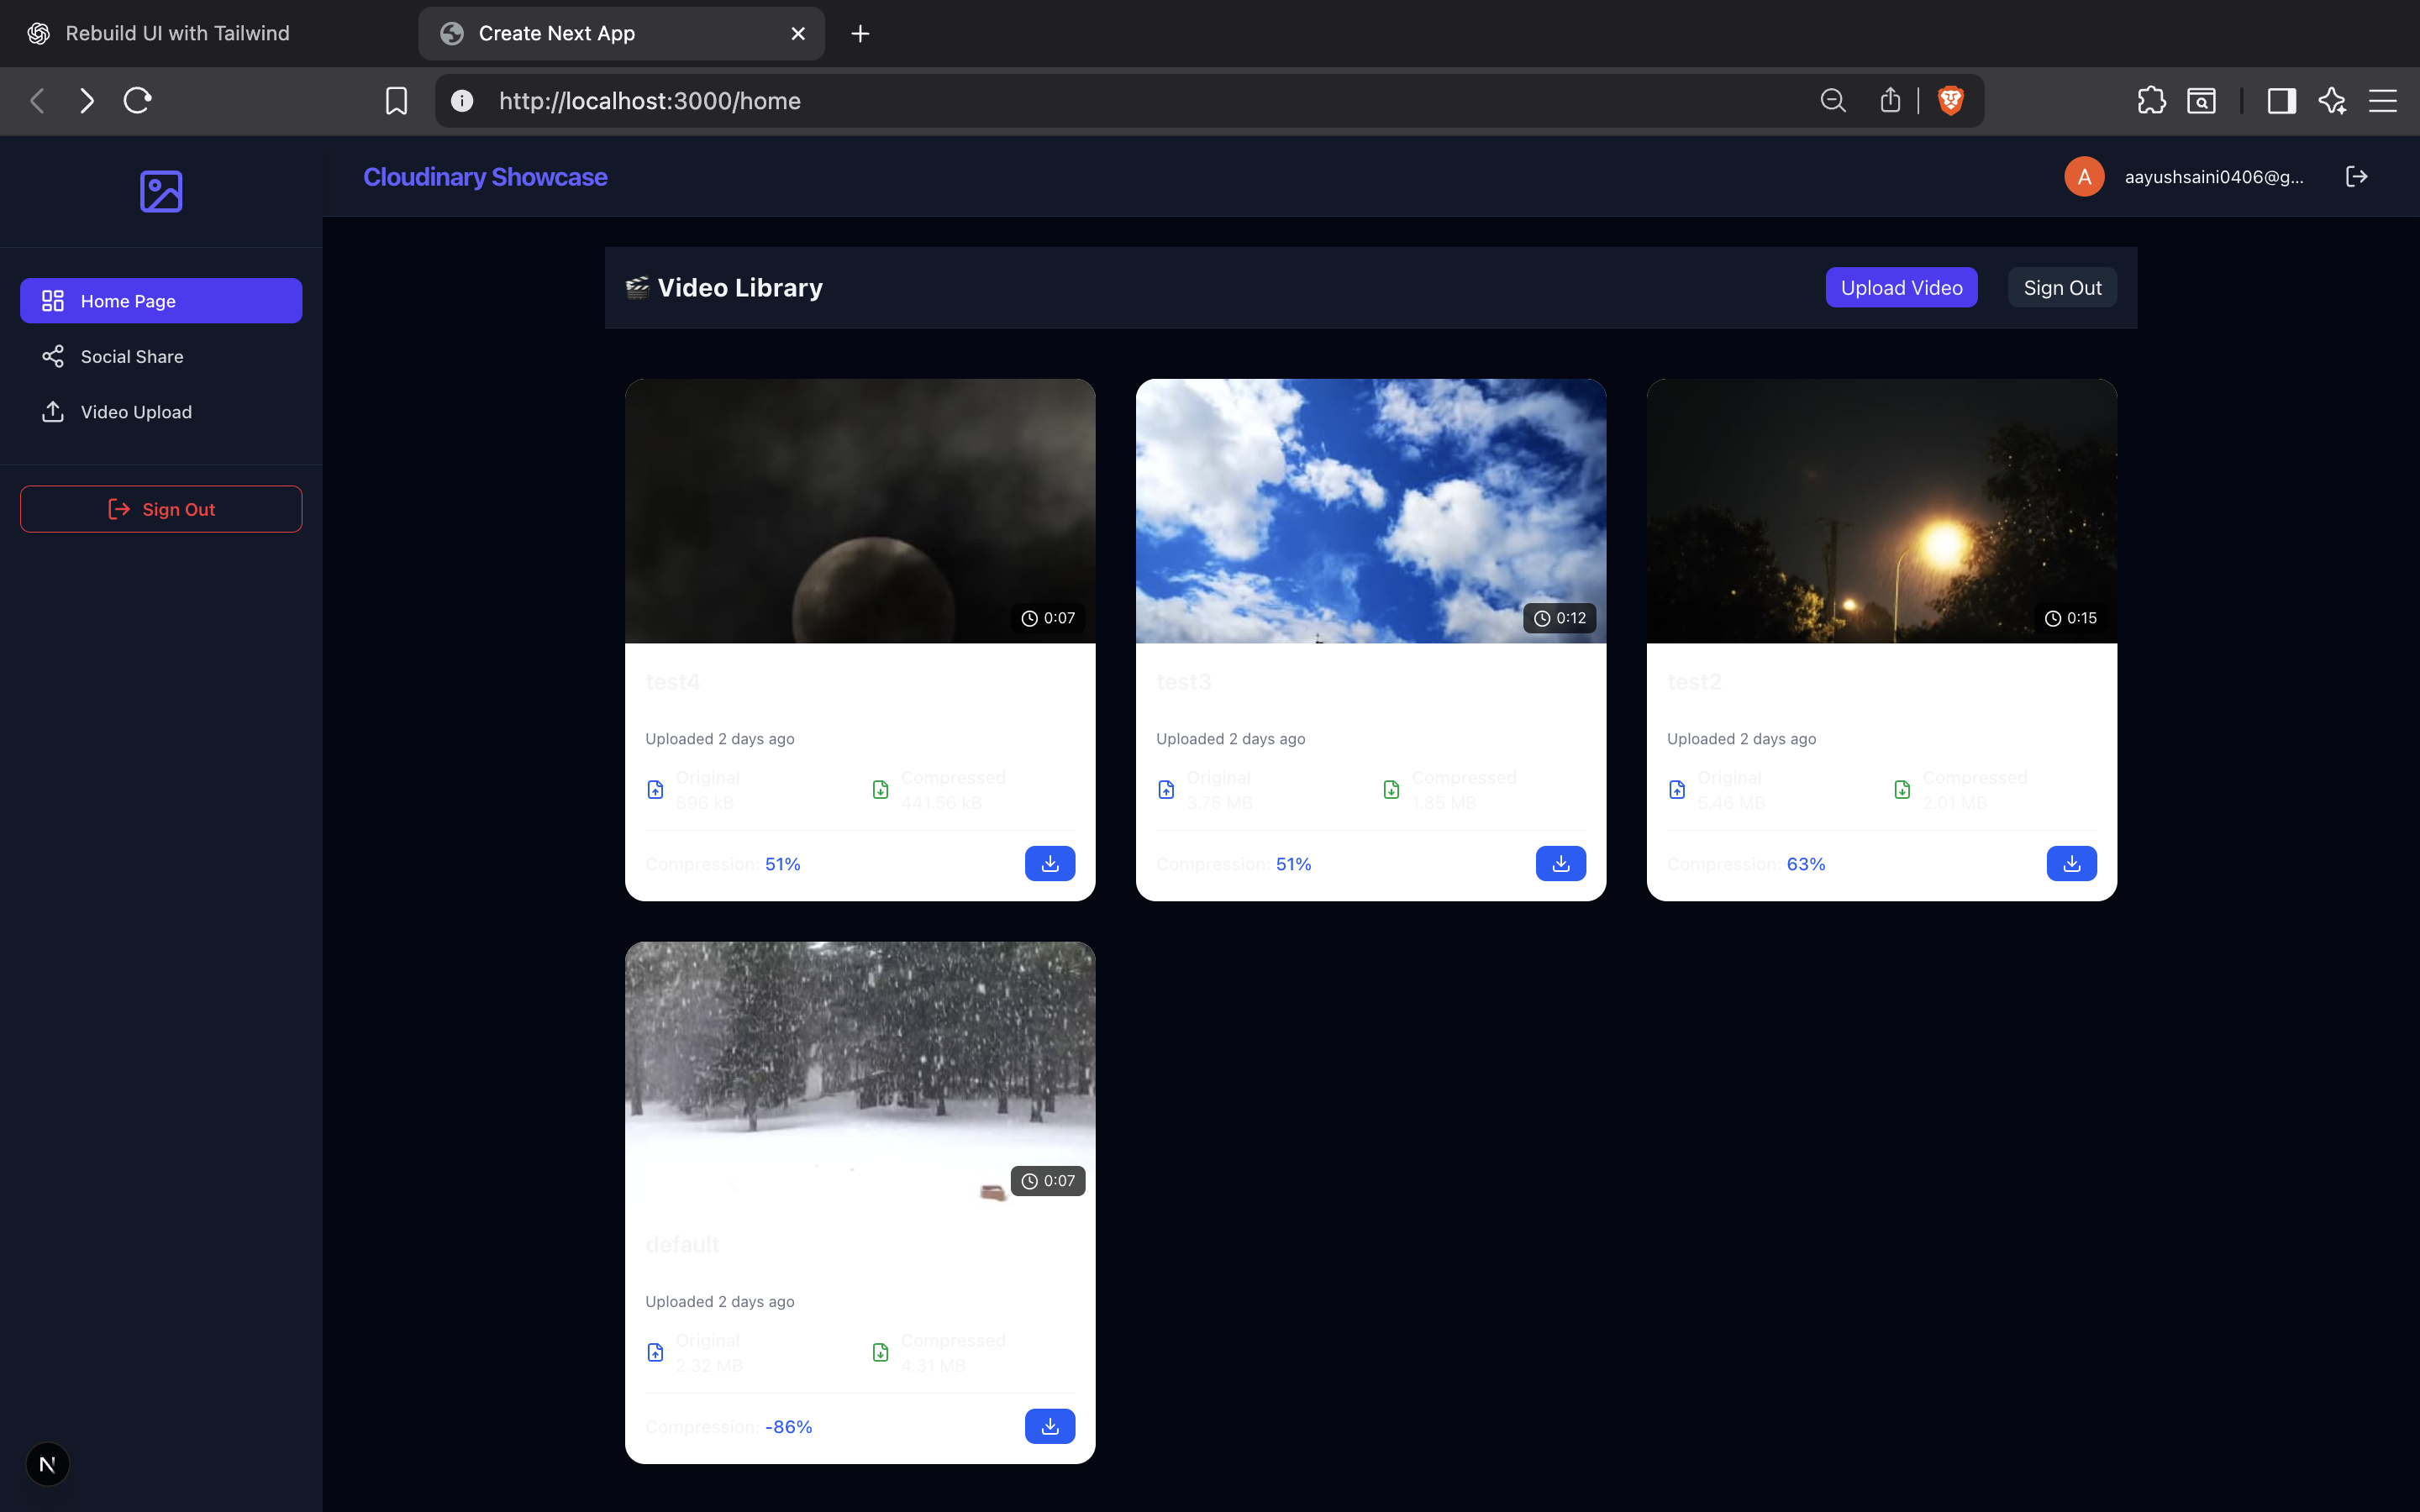 Rebuild UI with Tailwind
Create Next App
http://localhost:3000/home
Cloudinary Showcase
A
aayushsaini0406@g...
Home Page
Social Share
Video Upload
Sign Out
🎬 Video Library
Upload Video
Sign Out
0:07
0:12
0:15
test4
test3
test2
Uploaded 2 days ago
Uploaded 2 days ago
Uploaded 2 days ago
Original
896 kB
Compressed
441.56 kB
Original
3.75 MB
Compressed
1.85 MB
Original
5.46 MB
Compressed
2.01 MB
Compression: 51%
Compression: 51%
Compression: 63%
0:07
default
Uploaded 2 days ago
Original
2.32 MB
Compressed
4.31 MB
Compression: -86%
N